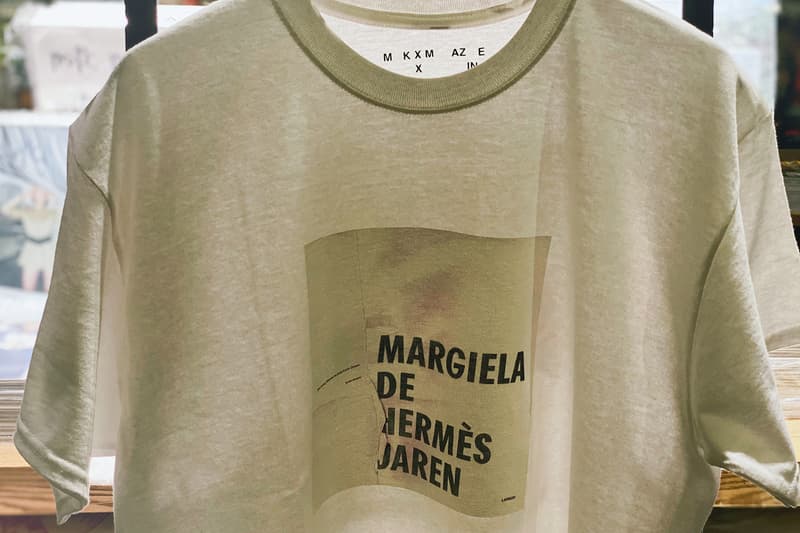 M KXM AZ E
X IN
MARGIELA
DE
HERMÈS
JAREN